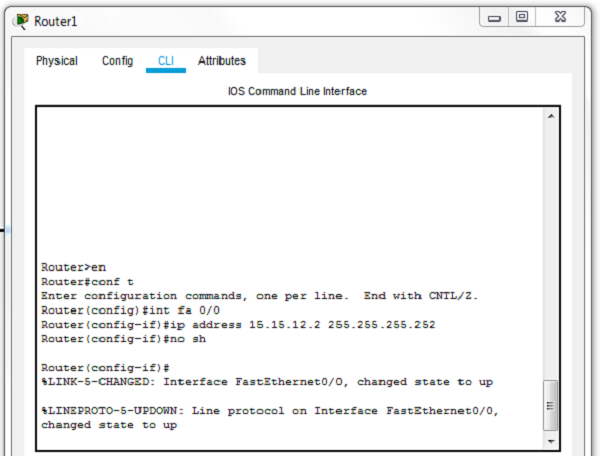 Router1
Physical Config CLI Attributes
IOS Command Line Interface
Router>en
Router#conf t
Enter configuration commands, one per line. End with CNTL/Z.
Router(config)#int fa 0/0
Router(config-if)#ip address 15.15.12.2 255.255.255.252
Router(config-if)#no sh
Router(config-if)#
%LINK-5-CHANGED: Interface FastEthernet0/0, changed state to up
%LINEPROTO-5-UPDOWN: Line protocol on Interface FastEthernet0/0,
changed state to up